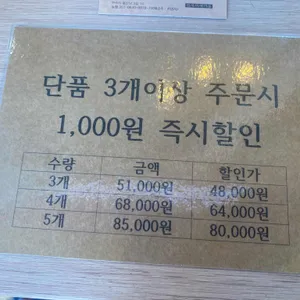 단품 3개이상 주문시
1,000원 즉시할인
수량 금액 할인가
3개 51,000원 48,000원
4개 68,000원 64,000원
5개 85,000원 80,000원